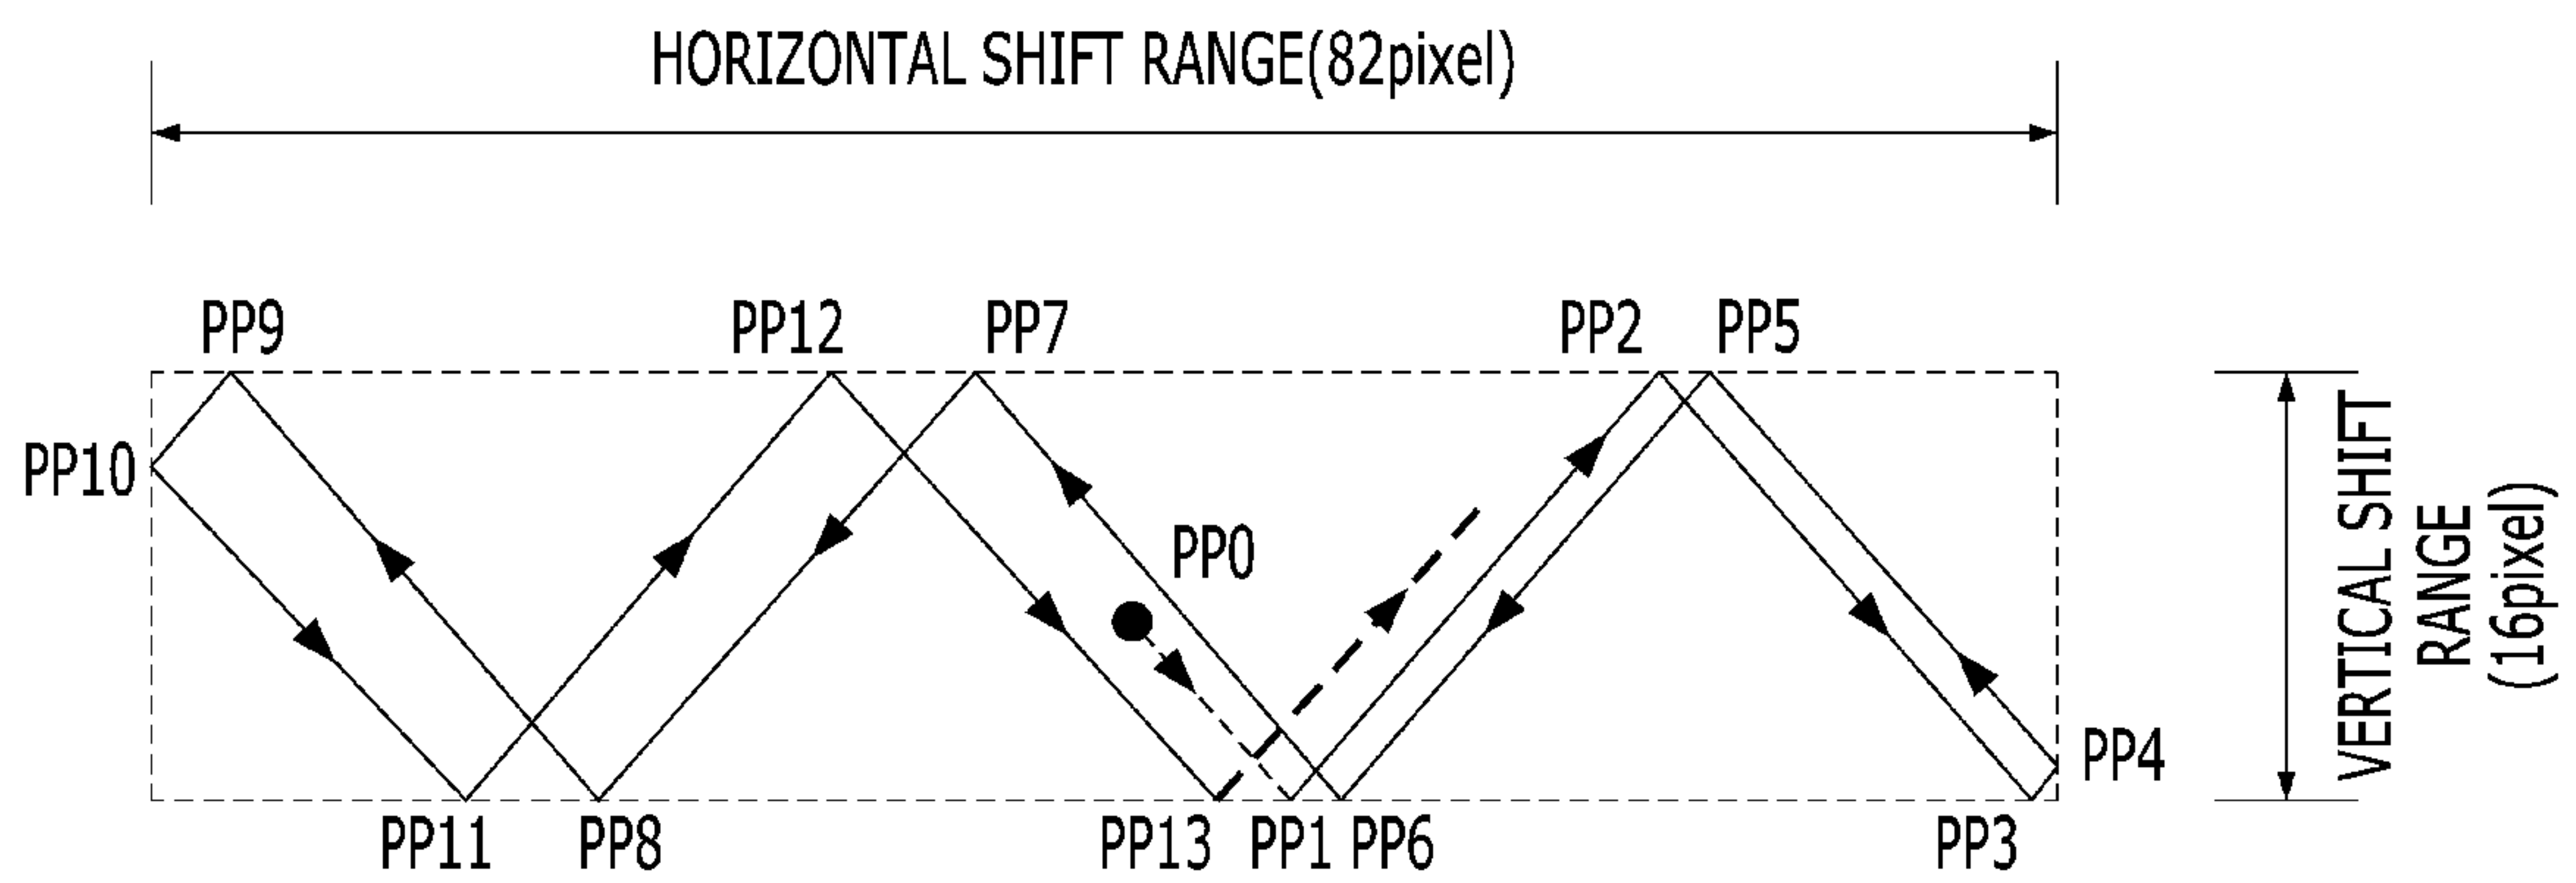 HORIZONTAL SHIFT RANGE(82pixel)
PP9
PP12
PP7
PP2
PP5
PP10
PP0
PP4
PP11
PP8
PP13
PP1
PP6
PP3
VERTICAL SHIFT
RANGE
(16pixel)